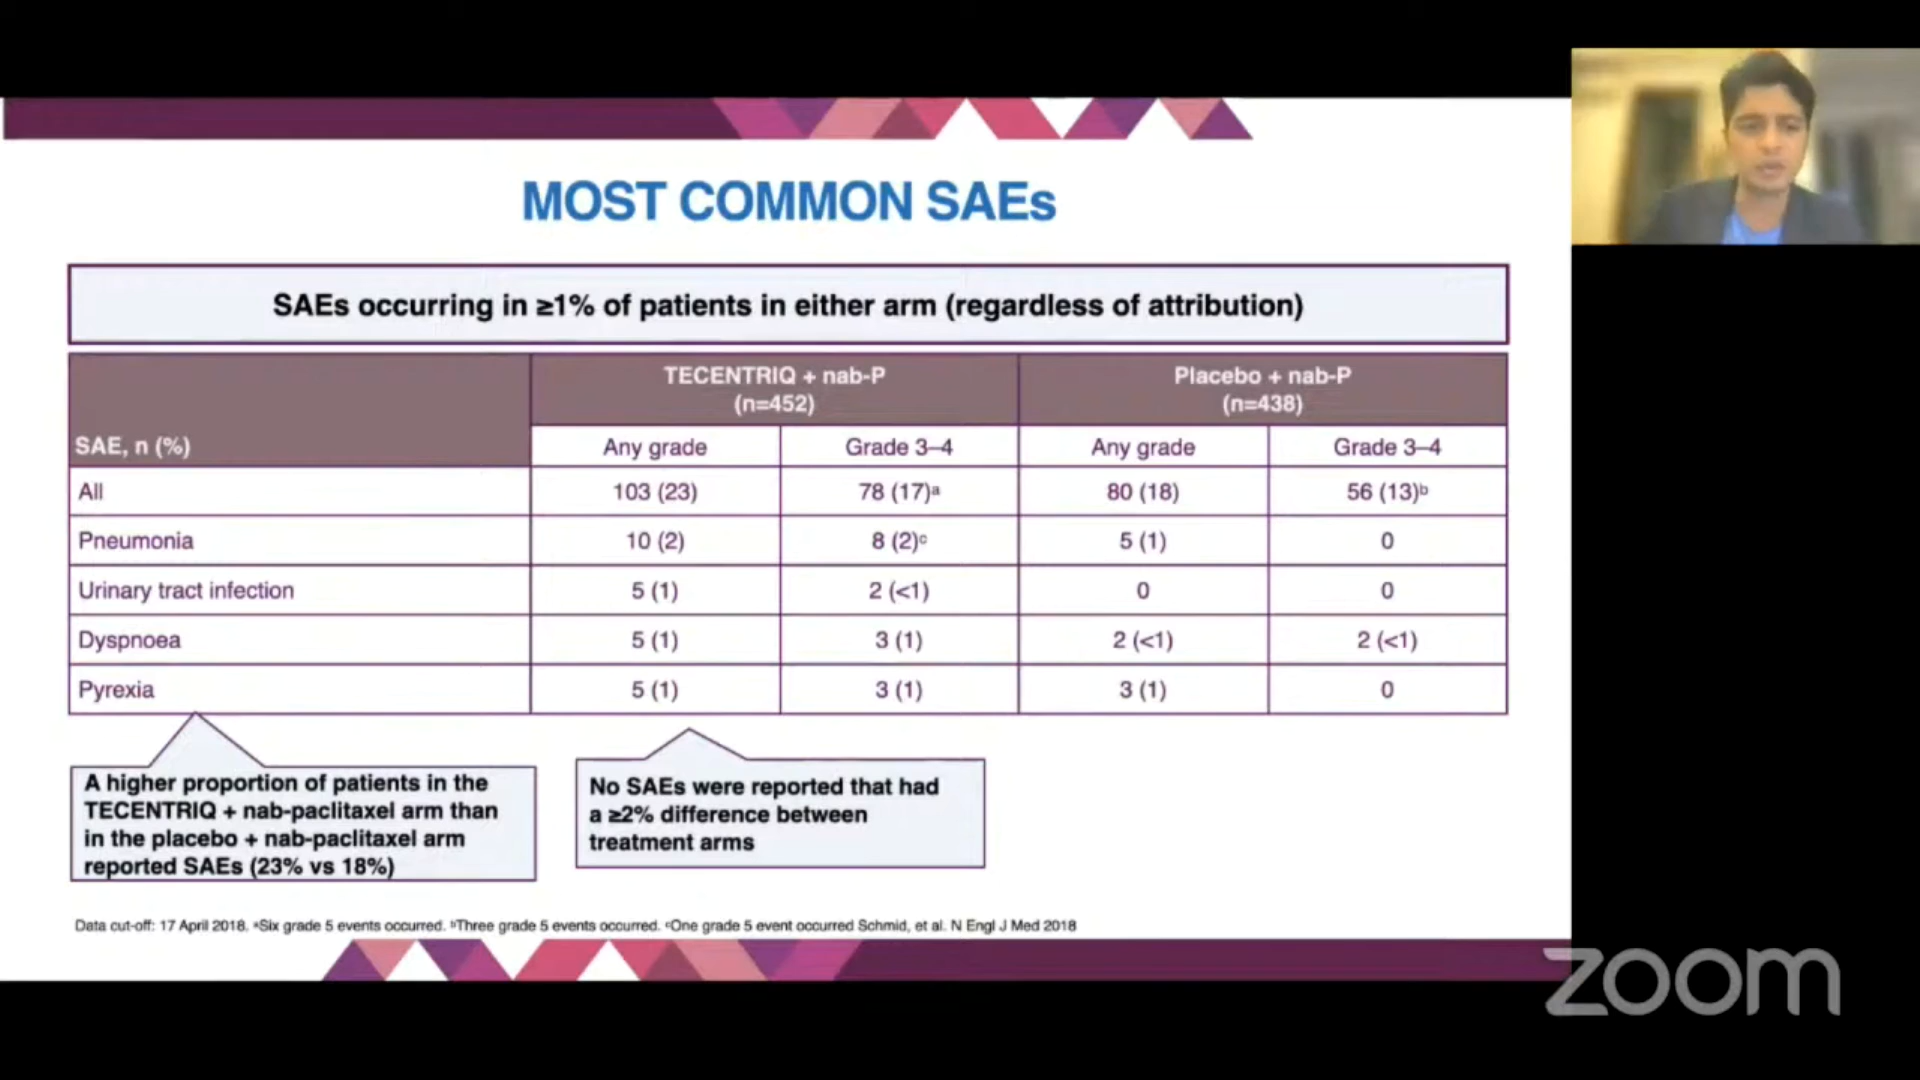 MOST COMMON SAEs
SAEs occurring in ≥1% of patients in either arm (regardless of attribution)
SAE, n (%)
TECENTRIQ + nab-P
(n=452)
Placebo + nab-P
(n=438)
Any grade
Grade 3–4
Any grade
Grade 3–4
All 103 (23) 78 (17)ᵃ 80 (18) 56 (13)ᵇ
Pneumonia 10 (2) 8 (2)ᶜ 5 (1) 0
Urinary tract infection 5 (1) 2 (<1) 0 0
Dyspnoea 5 (1) 3 (1) 2 (<1) 2 (<1)
Pyrexia 5 (1) 3 (1) 3 (1) 0
A higher proportion of patients in the
TECENTRIQ + nab-paclitaxel arm than
in the placebo + nab-paclitaxel arm
reported SAEs (23% vs 18%)
No SAEs were reported that had
a ≥2% difference between
treatment arms
Data cut-off: 17 April 2018. ᵃSix grade 5 events occurred. ᵇThree grade 5 events occurred. ᶜOne grade 5 event occurred Schmid, et al. N Engl J Med 2018
zoom